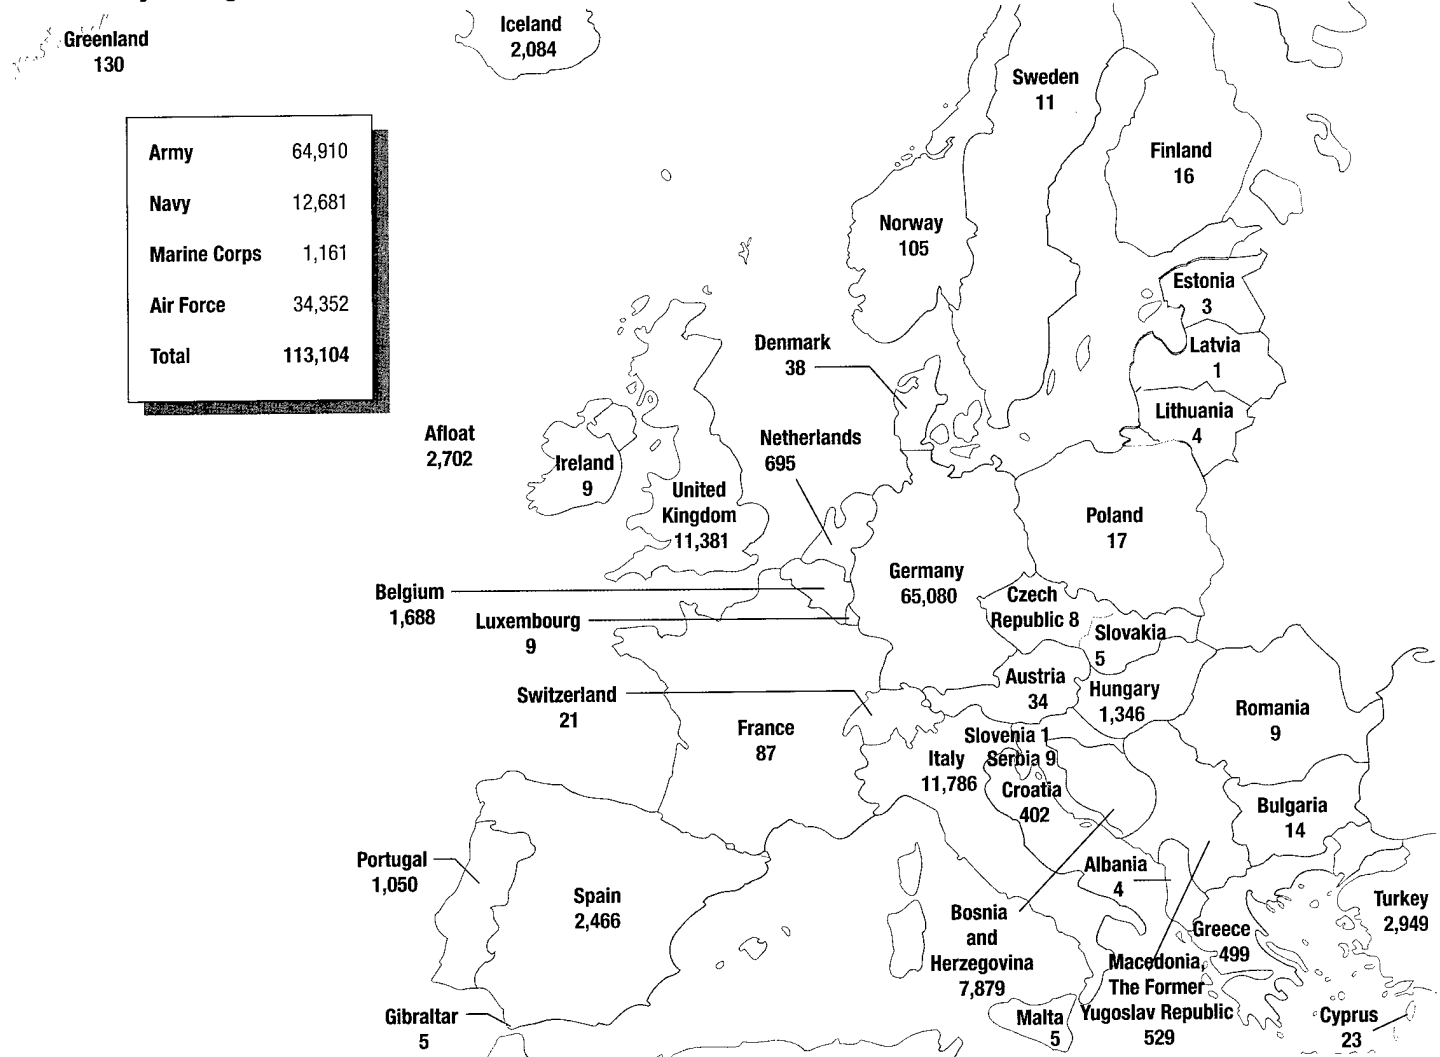 Greenland
130
Iceland
2,084
Sweden
11
Finland
16
Norway
105
Army 64,910
Navy 12,681
Marine Corps 1,161
Air Force 34,352
Total 113,104
Estonia
3
Latvia
1
Lithuania
4
Denmark
38
Afloat
2,702
Netherlands
695
Ireland
9
United
Kingdom
11,381
Poland
17
Germany
65,080
Belgium
1,688
Luxembourg
9
Czech
Republic 8
Slovakia
5
Austria
34
Hungary
1,346
Switzerland
21
France
87
Romania
9
Slovenia 1
Serbia 9
Italy
11,786
Croatia
402
Bulgaria
14
Portugal
1,050
Spain
2,466
Albania
4
Turkey
2,949
Bosnia
and
Herzegovina
7,879
Greece
499
Macedonia,
The Former
Yugoslav Republic
529
Gibraltar
5
Malta
5
Cyprus
23